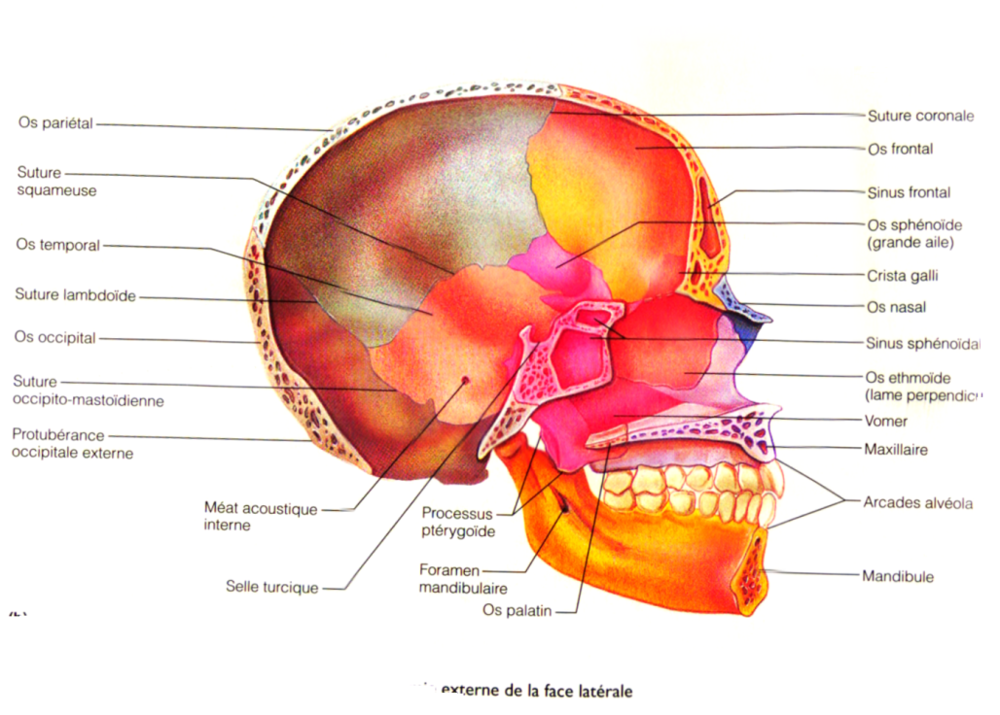 Os pariétal
Suture
squameuse
Os temporal
Suture lambdoïde
Os occipital
Suture
occipito-mastoïdienne
Protubérance
occipitale externe
Méat acoustique
interne
Selle turcique
Processus
ptérygoïde
Foramen
mandibulaire
Os palatin
Suture coronale
Os frontal
Sinus frontal
Os sphénoïde
(grande aile)
Crista galli
Os nasal
Sinus sphénoïda
Os ethmoïde
(lame perpendic
Vomer
Maxillaire
Arcades alvéola
Mandibule
externe de la face latérale